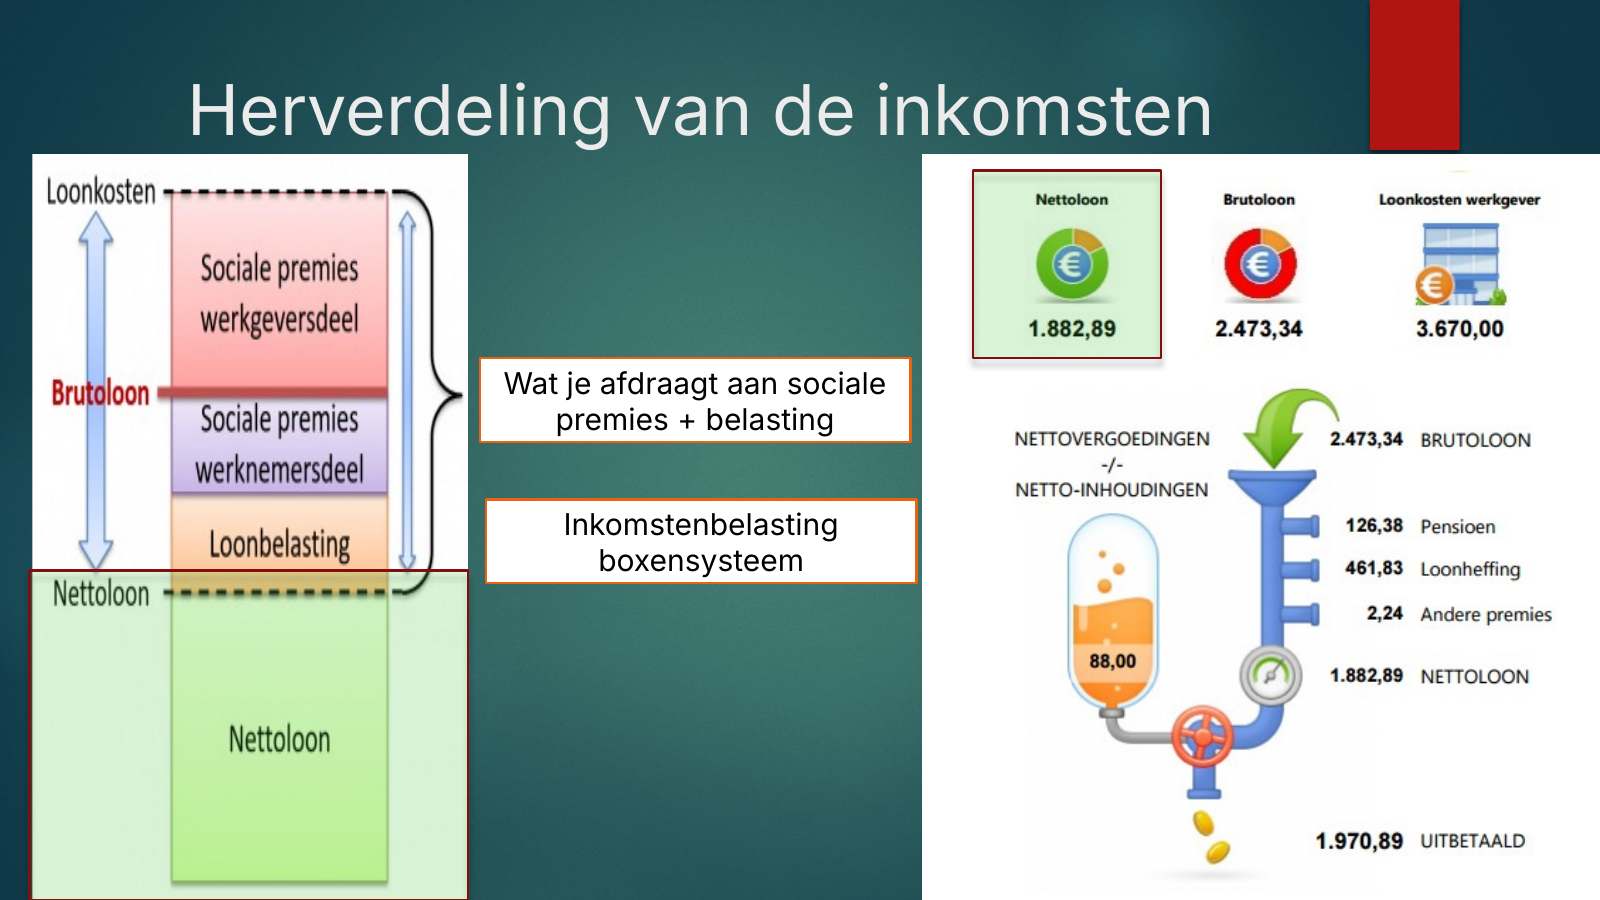 Herverdeling van de inkomsten
Loonkosten
Sociale premies
werkgeversdeel
Brutoloon
Sociale premies
werknemersdeel
Loonbelasting
Nettoloon
Nettoloon
Wat je afdraagt aan sociale
premies + belasting
Inkomstenbelasting
boxensysteem
Nettoloon
Brutoloon
Loonkosten werkgever
€
€
€
1.882,89
2.473,34
3.670,00
NETTOVERGOEDINGEN
-/-
NETTO-INHOUDINGEN
88,00
2.473,34 BRUTOLOON
126,38 Pensioen
461,83 Loonheffing
2,24 Andere premies
1.882,89 NETTOLOON
1.970,89 UITBETAALD